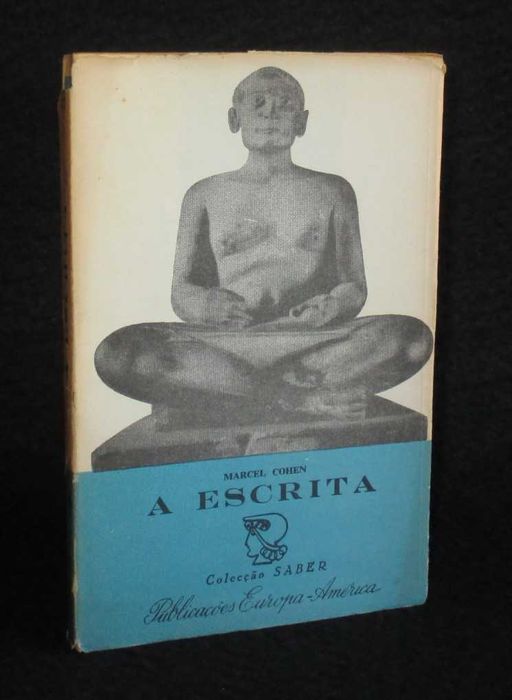 MARCEL COHEN
A ESCRITA
Colecção SABER
Publicações Europa-América